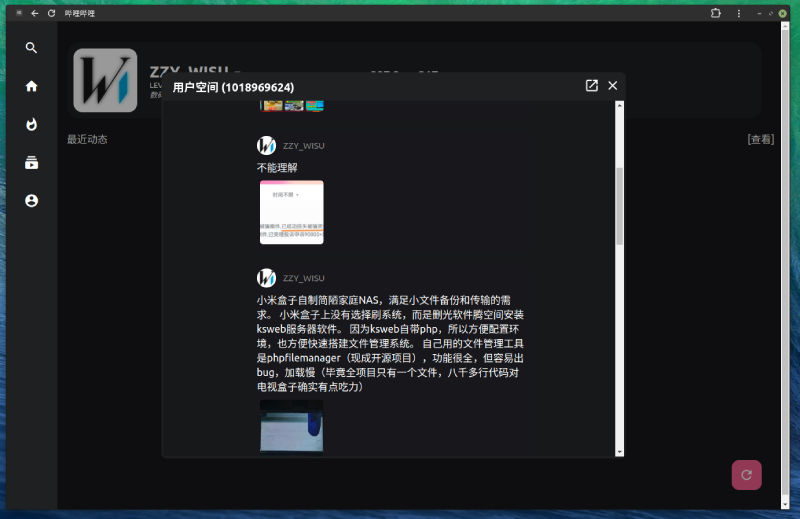 哔哩哔哩
ZZY_WISU
用户空间 (1018969624)
最近动态
[查看]
ZZY_WISU
不能理解
时间不限
ZZY_WISU
小米盒子自制简陋家庭NAS，满足小文件备份和传输的需
求。 小米盒子上没有选择刷系统，而是删光软件腾空间安装
ksweb服务器软件。 因为ksweb自带php，所以方便配置环
境，也方便快速搭建文件管理系统。 自己用的文件管理工具
是phpfilemanager（现成开源项目），功能很全，但容易出
bug，加载慢（毕竟全项目只有一个文件，八千多行代码对
电视盒子确实有点吃力）